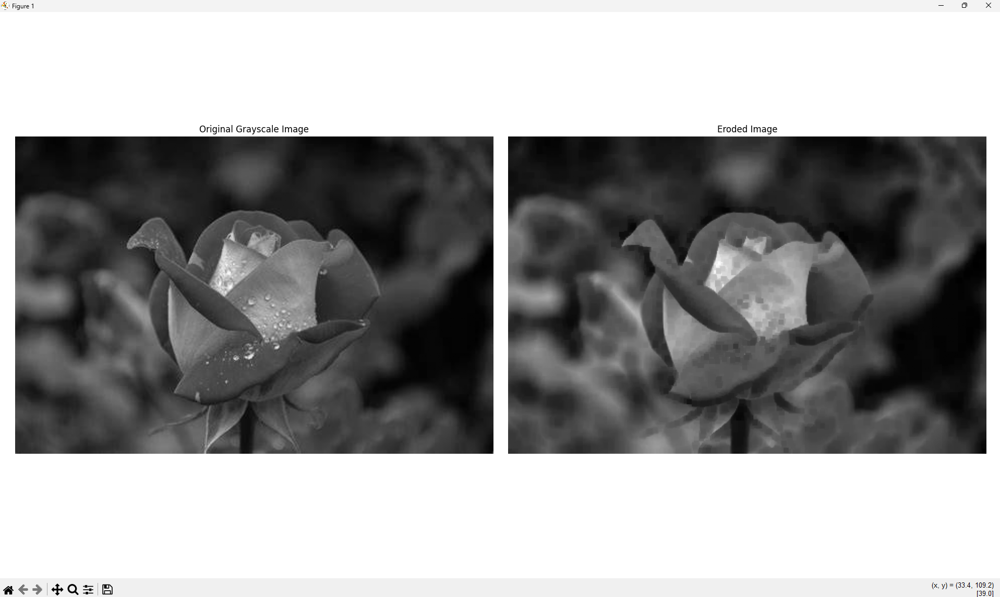 Figure 1
Original Grayscale Image
Eroded Image
(x, y) = (33.4, 109.2)
[39.0]